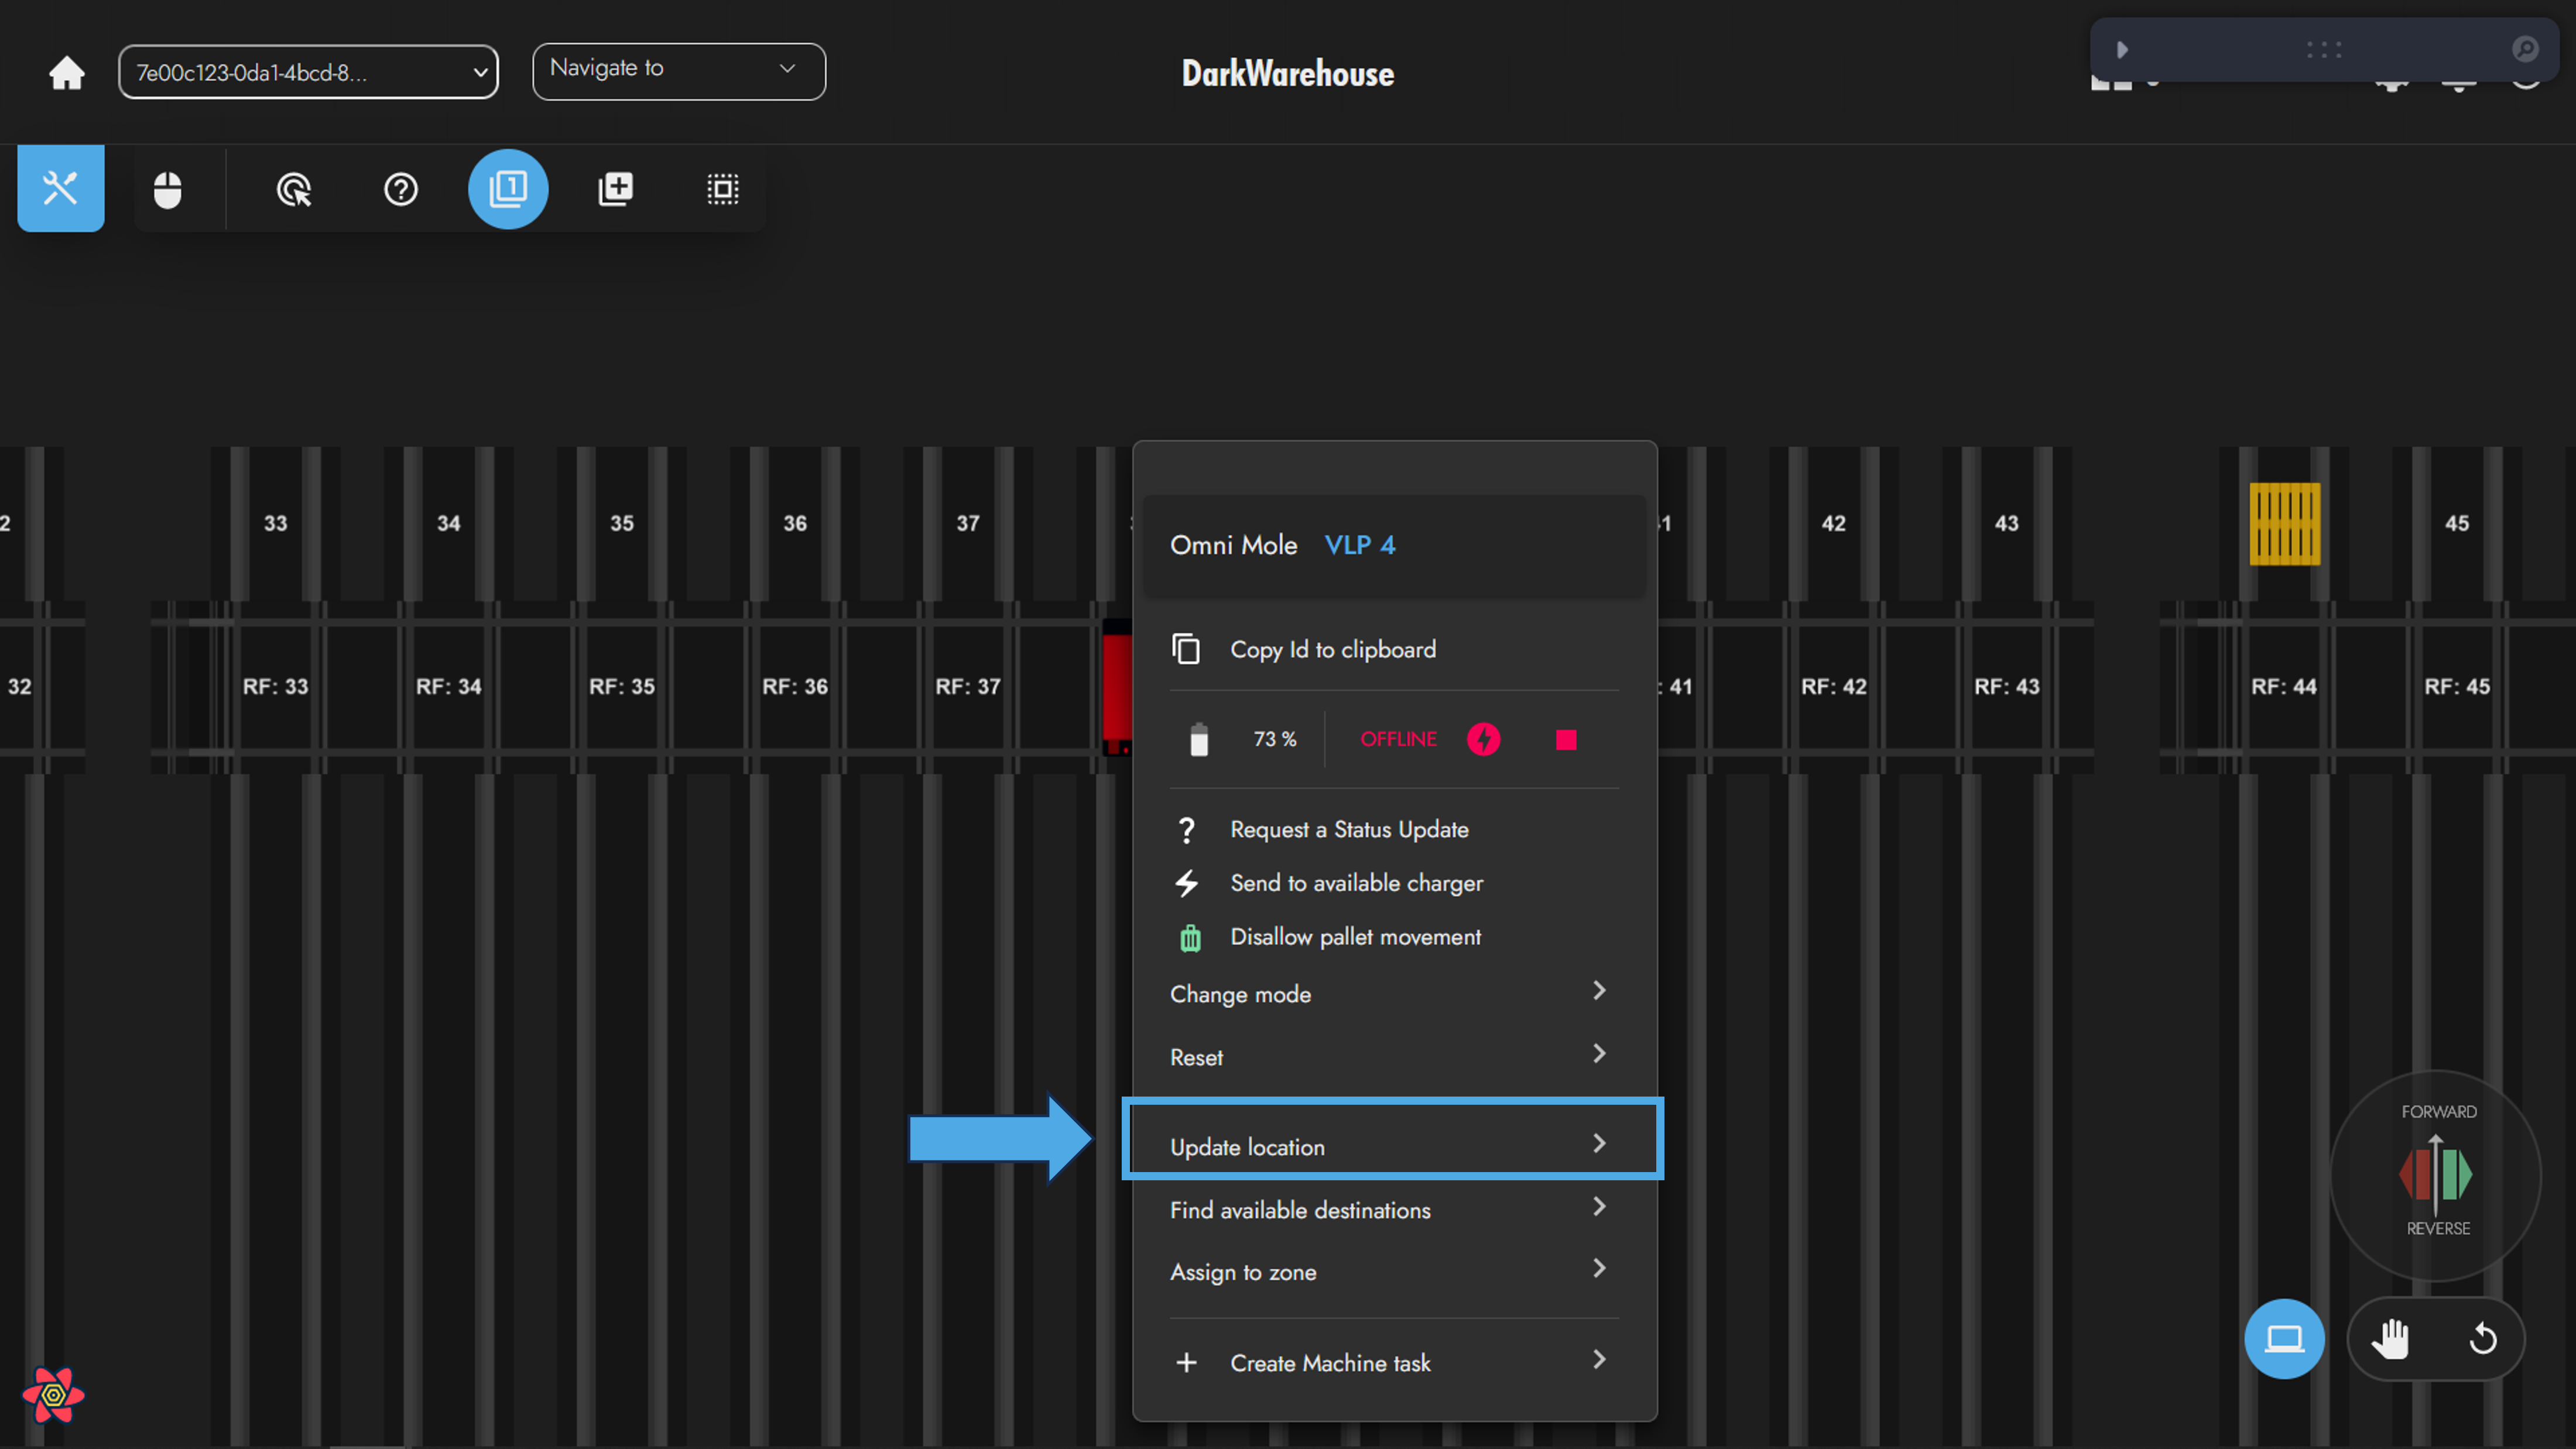 7e00c123-0da1-4bcd-8...
Navigate to
DarkWarehouse
1
33
34
35
36
37
42
43
45
Omni Mole VLP 4
Copy Id to clipboard
32
RF: 33
RF: 34
RF: 35
RF: 36
RF: 37
: 41
RF: 42
RF: 43
RF: 44
RF: 45
73 %
OFFLINE
? Request a Status Update
Send to available charger
Disallow pallet movement
Change mode
Reset
Update location
Find available destinations
Assign to zone
+ Create Machine task
FORWARD
REVERSE